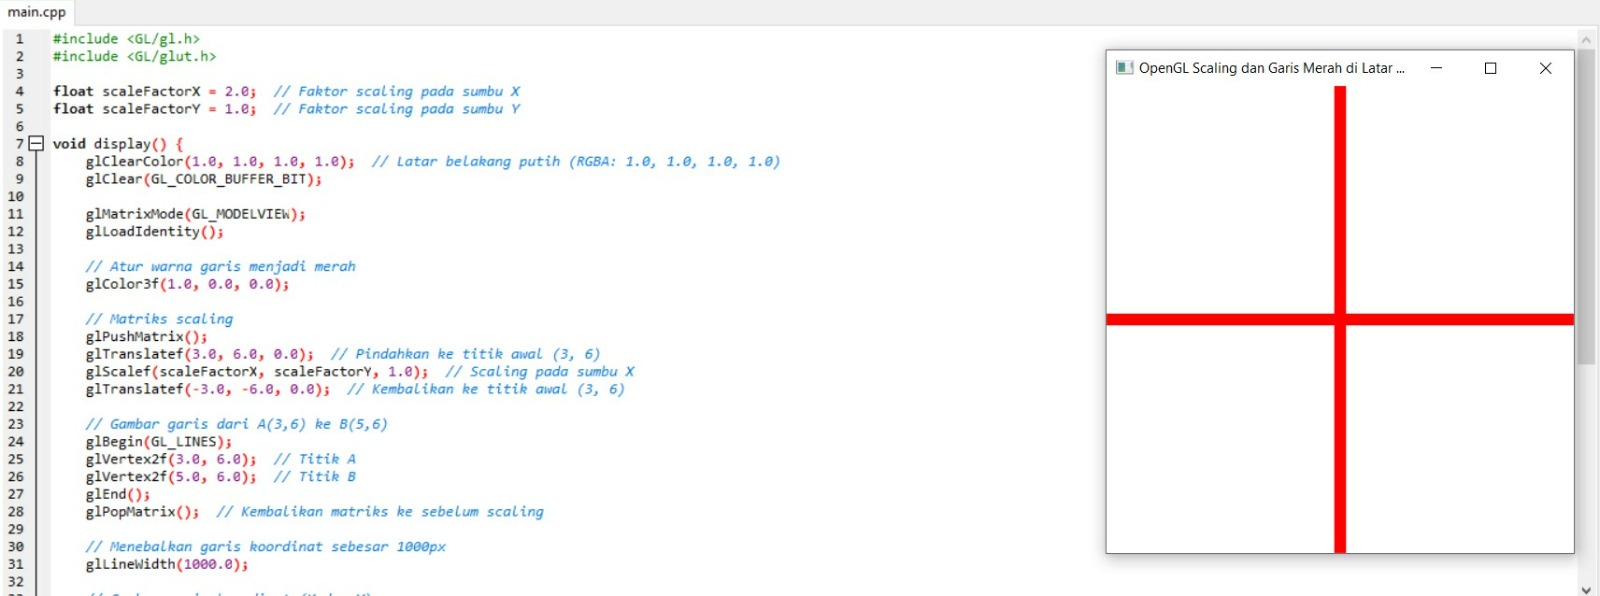 main.cpp
1 #include <GL/gl.h>
2 #include <GL/glut.h>
3
4 float scaleFactorX = 2.0; // Faktor scaling pada sumbu X
5 float scaleFactorY = 1.0; // Faktor scaling pada sumbu Y
6
7 void display() {
8 glClearColor(1.0, 1.0, 1.0, 1.0); // Latar belakang putih (RGBA: 1.0, 1.0, 1.0, 1.0)
9 glClear(GL_COLOR_BUFFER_BIT);
10
11 glMatrixMode(GL_MODELVIEW);
12 glLoadIdentity();
13
14 // Atur warna garis menjadi merah
15 glColor3f(1.0, 0.0, 0.0);
16
17 // Matriks scaling
18 glPushMatrix();
19 glTranslatef(3.0, 6.0, 0.0); // Pindahkan ke titik awal (3, 6)
20 glScalef(scaleFactorX, scaleFactorY, 1.0); // Scaling pada sumbu X
21 glTranslatef(-3.0, -6.0, 0.0); // Kembalikan ke titik awal (3, 6)
22
23 // Gambar garis dari A(3,6) ke B(5,6)
24 glBegin(GL_LINES);
25 glVertex2f(3.0, 6.0); // Titik A
26 glVertex2f(5.0, 6.0); // Titik B
27 glEnd();
28 glPopMatrix(); // Kembalikan matriks ke sebelum scaling
29
30 // Menebalkan garis koordinat sebesar 1000px
31 glLineWidth(1000.0);
32
OpenGL Scaling dan Garis Merah di Latar ...